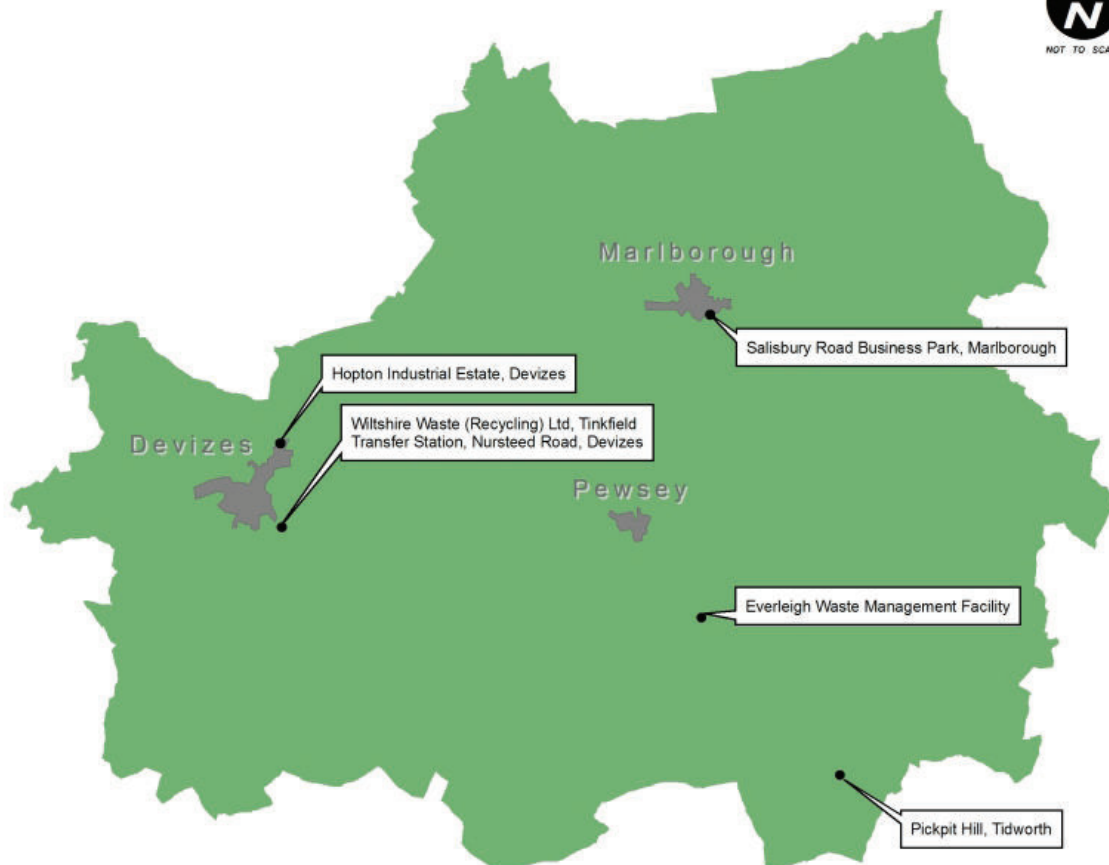 N
NOT TO SCA
Marlborough
Salisbury Road Business Park, Marlborough
Hopton Industrial Estate, Devizes
Wiltshire Waste (Recycling) Ltd, Tinkfield
Transfer Station, Nursteed Road, Devizes
Devizes
Pewsey
Everleigh Waste Management Facility
Pickpit Hill, Tidworth